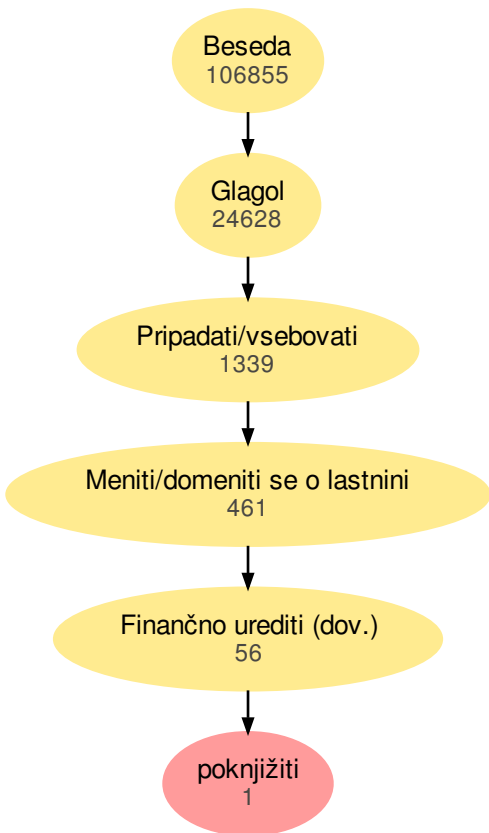 Beseda
106855
Glagol
24628
Pripadati/vsebovati
1339
Meniti/domeniti se o lastnini
461
Finančno urediti (dov.)
56
poknjižiti
1